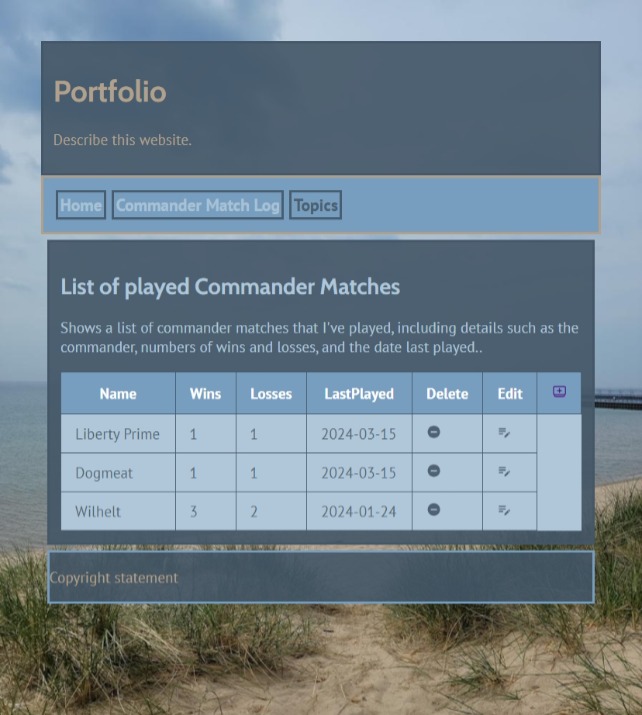 Portfolio
Describe this website.
Home Commander Match Log Topics
List of played Commander Matches
Shows a list of commander matches that I've played, including details such as the
commander, numbers of wins and losses, and the date last played..
Name Wins Losses LastPlayed Delete Edit
Liberty Prime 1 1 2024-03-15
Dogmeat 1 1 2024-03-15
Wilhelt 3 2 2024-01-24
Copyright statement